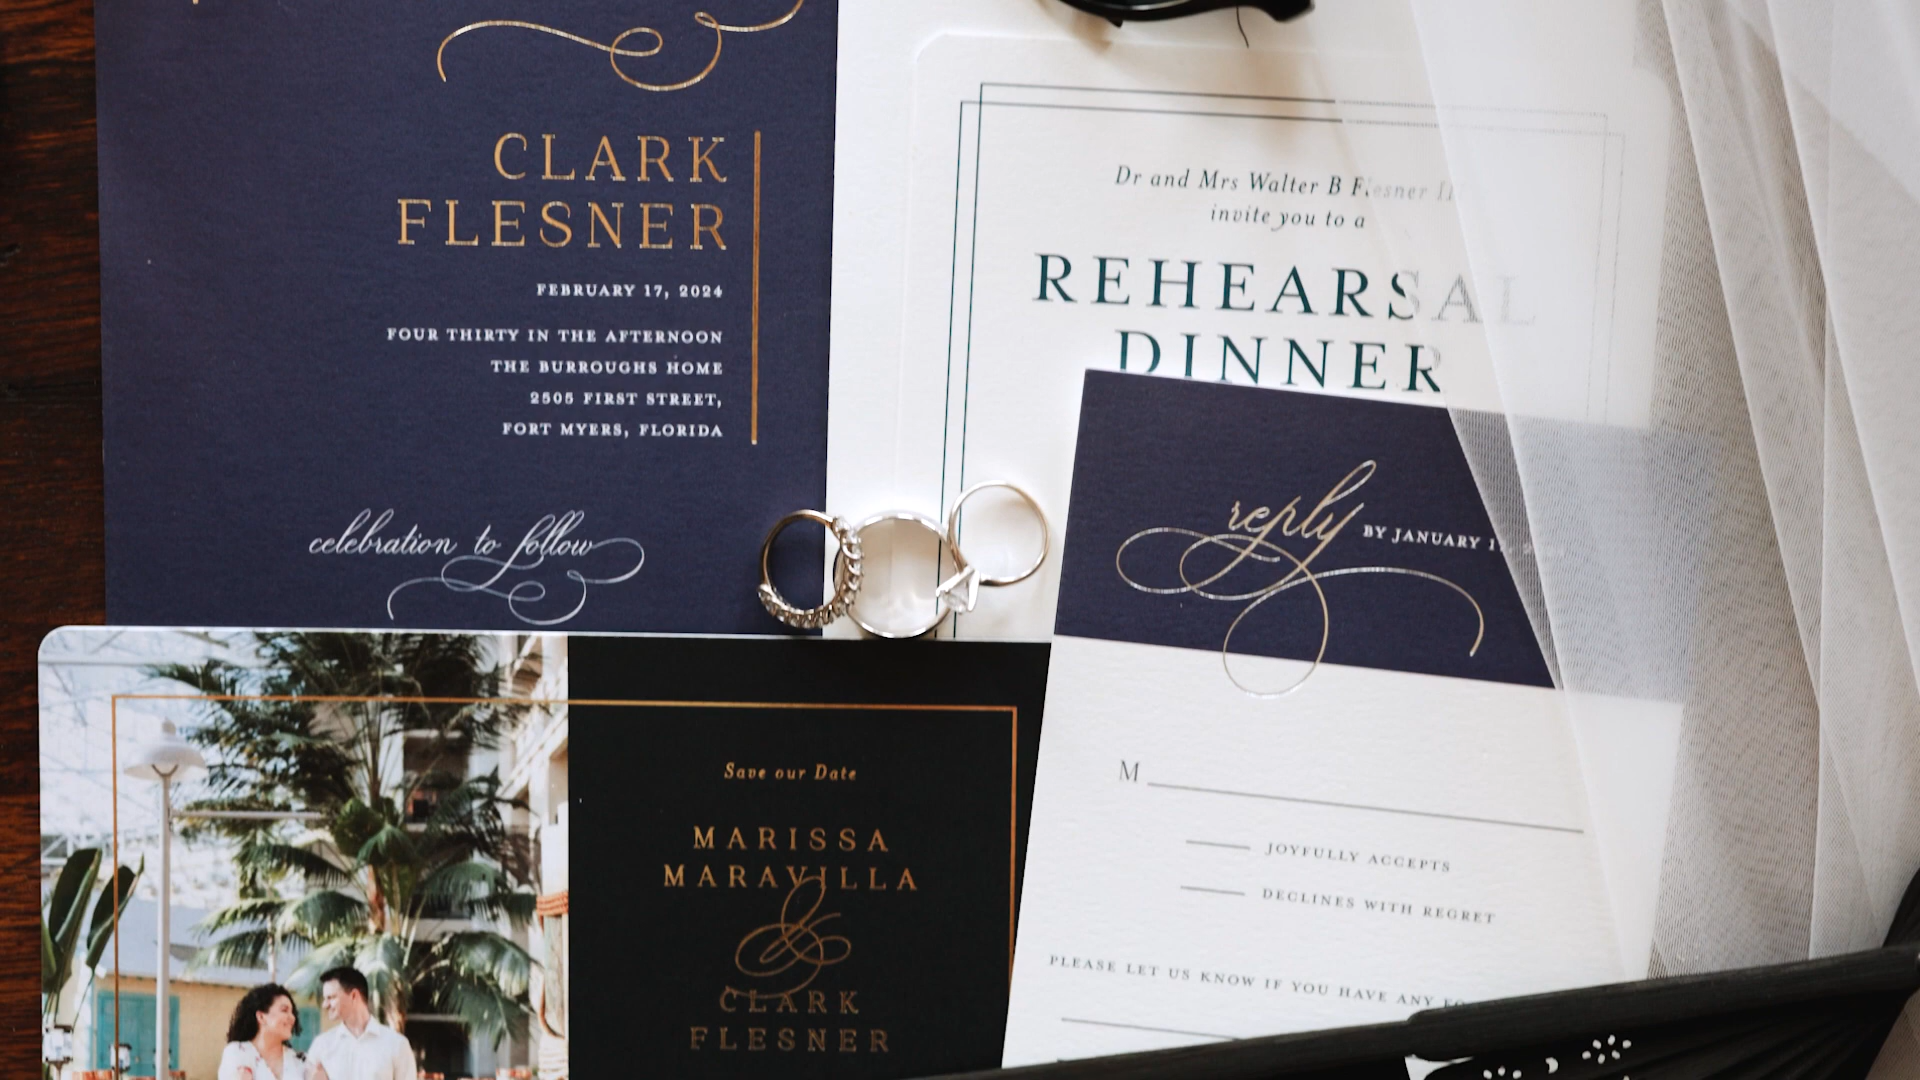 CLARK
FLESNER
FEBRUARY 17, 2024
FOUR THIRTY IN THE AFTERNOON
THE BURROUGHS HOME
2505 FIRST STREET,
FORT MYERS, FLORIDA
celebration to follow
Dr and Mrs Walter B Flesner III
invite you to a
REHEARSAL
DINNER
reply BY JANUARY
M
JOYFULLY ACCEPTS
DECLINES WITH REGRET
PLEASE LET US KNOW IF YOU HAVE ANY
Save our Date
MARISSA
MARAVILLA
&
CLARK
FLESNER